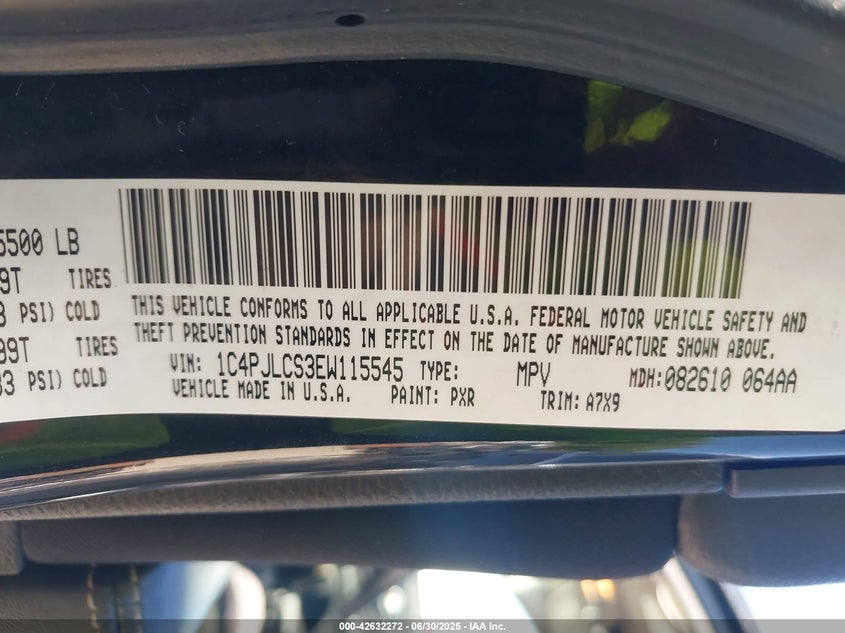 5500 LB
9T TIRES
3 PSI) COLD
99T TIRES
33 PSI) COLD
THIS VEHICLE CONFORMS TO ALL APPLICABLE U.S.A. FEDERAL MOTOR VEHICLE SAFETY AND
THEFT PREVENTION STANDARDS IN EFFECT ON THE DATE OF MANUFACTURE SHOWN ABOVE.
VIN: 1C4PJLCS3EW115545 TYPE: MPV MDH:082610 064AA
VEHICLE MADE IN U.S.A. PAINT: PXR TRIM: A7X9
000-42632272 - 06/30/2025 - IAA Inc.